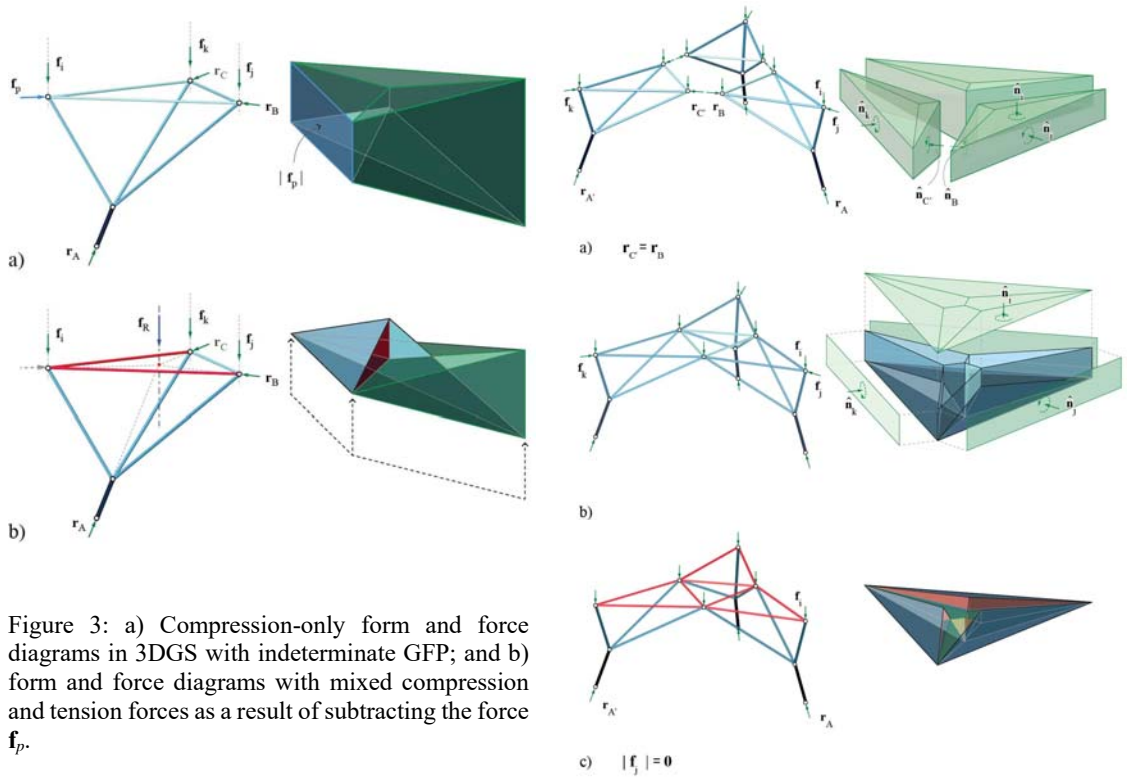 f_i
f_k
f_j
f_p
r_C
r_B
| f_p |
r_A
a)
f_i
f_R
f_k
f_j
r_C
r_B
r_A
b)
Figure 3: a) Compression-only form and force
diagrams in 3DGS with indeterminate GFP; and b)
form and force diagrams with mixed compression
and tension forces as a result of subtracting the force
f_p.
f_k
r_C'
r_B
f_i
f_j
r_A'
r_A
n̂_k
n̂_i
n̂_j
n̂_C'
n̂_B
a) r_C' = r_B
f_k
f_i
f_j
n̂_i
n̂_k
n̂_j
b)
f_i
r_A'
r_A
c) | f_j | = 0